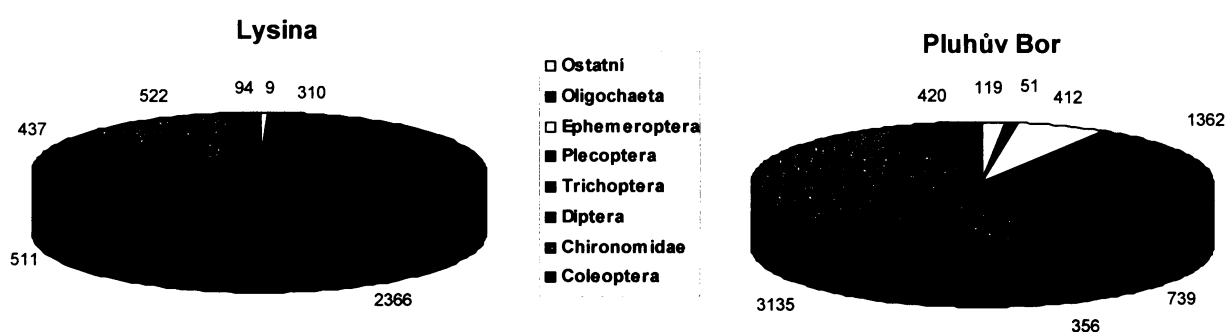 Lysina
94 9 310
522
437
511
2366
Ostatní
Oligochaeta
Ephemeroptera
Plecoptera
Trichoptera
Diptera
Chironomidae
Coleoptera
Pluhův Bor
420 119 51 412
1362
3135
356
739